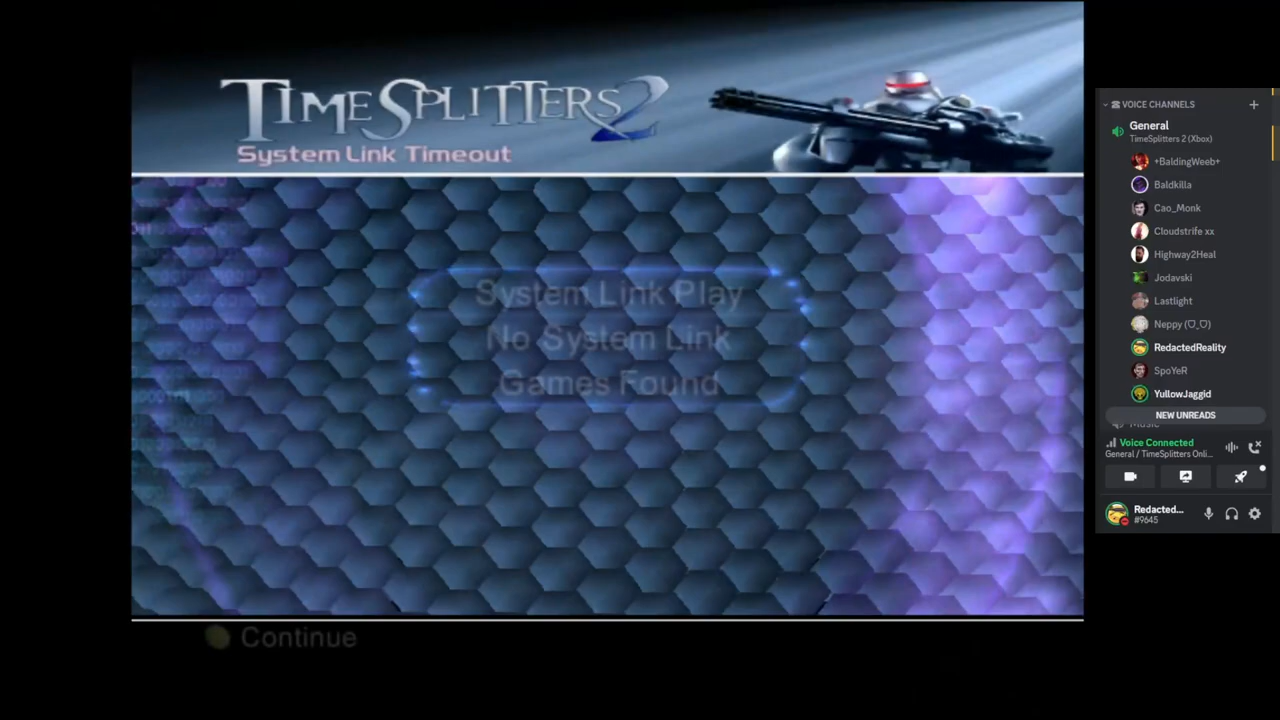 TimeSplitters 2
System Link Timeout
System Link Play
No System Link
Games Found
Continue
VOICE CHANNELS
General
TimeSplitters 2 (Xbox)
+BaldingWeeb+
Baldkilla
Cao_Monk
Cloudstrife xx
Highway2Heal
Jodavski
Lastlight
Neppy (ᗜ_ᗜ)
RedactedReality
SpoYeR
YullowJaggid
NEW UNREADS
Voice Connected
General / TimeSplitters Onli...
Redacted...
#9645